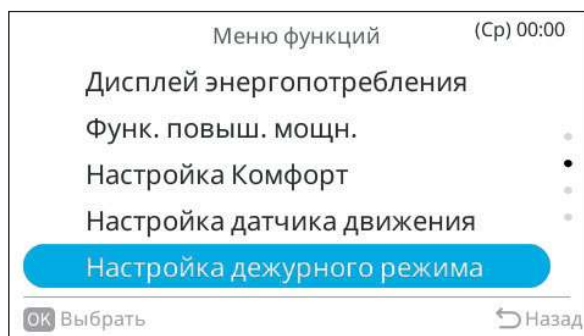 Меню функций
(Ср) 00:00
Дисплей энергопотребления
Функ. повыш. мощн.
Настройка Комфорт
Настройка датчика движения
Настройка дежурного режима
OK Выбрать
Назад